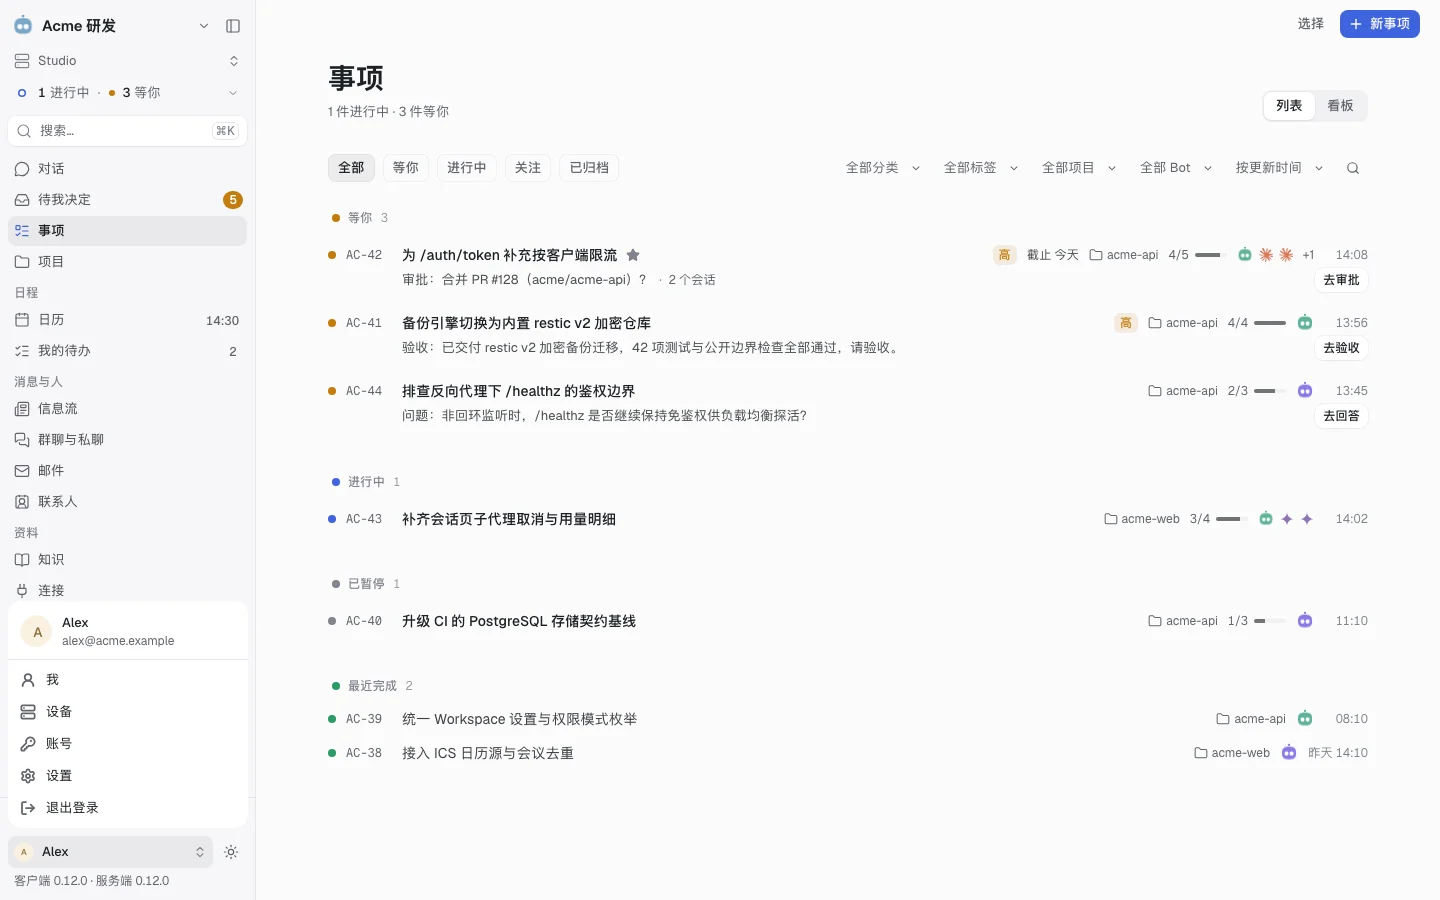 Acme 研发
Studio
1 进行中 · 3 等你
搜索... ⌘K
对话
待我决定 5
事项
项目
日程
日历 14:30
我的待办 2
消息与人
信息流
群聊与私聊
邮件
联系人
资料
知识
连接
A Alex
alex@acme.example
我
设备
账号
设置
退出登录
A Alex
客户端 0.12.0 · 服务端 0.12.0
选择 新事项
事项
1 件进行中 · 3 件等你
列表 看板
全部 等你 进行中 关注 已归档 全部分类 全部标签 全部项目 全部 Bot 按更新时间
等你 3
AC-42 为 /auth/token 补充按客户端限流 高 截止 今天 acme-api 4/5 +1 14:08
审批：合并 PR #128（acme/acme-api）？ · 2 个会话 去审批
AC-41 备份引擎切换为内置 restic v2 加密仓库 高 acme-api 4/4 13:56
验收：已交付 restic v2 加密备份迁移，42 项测试与公开边界检查全部通过，请验收。 去验收
AC-44 排查反向代理下 /healthz 的鉴权边界 acme-api 2/3 13:45
问题：非回环监听时，/healthz 是否继续保持免鉴权供负载均衡探活？ 去回答
进行中 1
AC-43 补齐会话页子代理取消与用量明细 acme-web 3/4 14:02
已暂停 1
AC-40 升级 CI 的 PostgreSQL 存储契约基线 acme-api 1/3 11:10
最近完成 2
AC-39 统一 Workspace 设置与权限模式枚举 acme-api 08:10
AC-38 接入 ICS 日历源与会议去重 acme-web 昨天 14:10